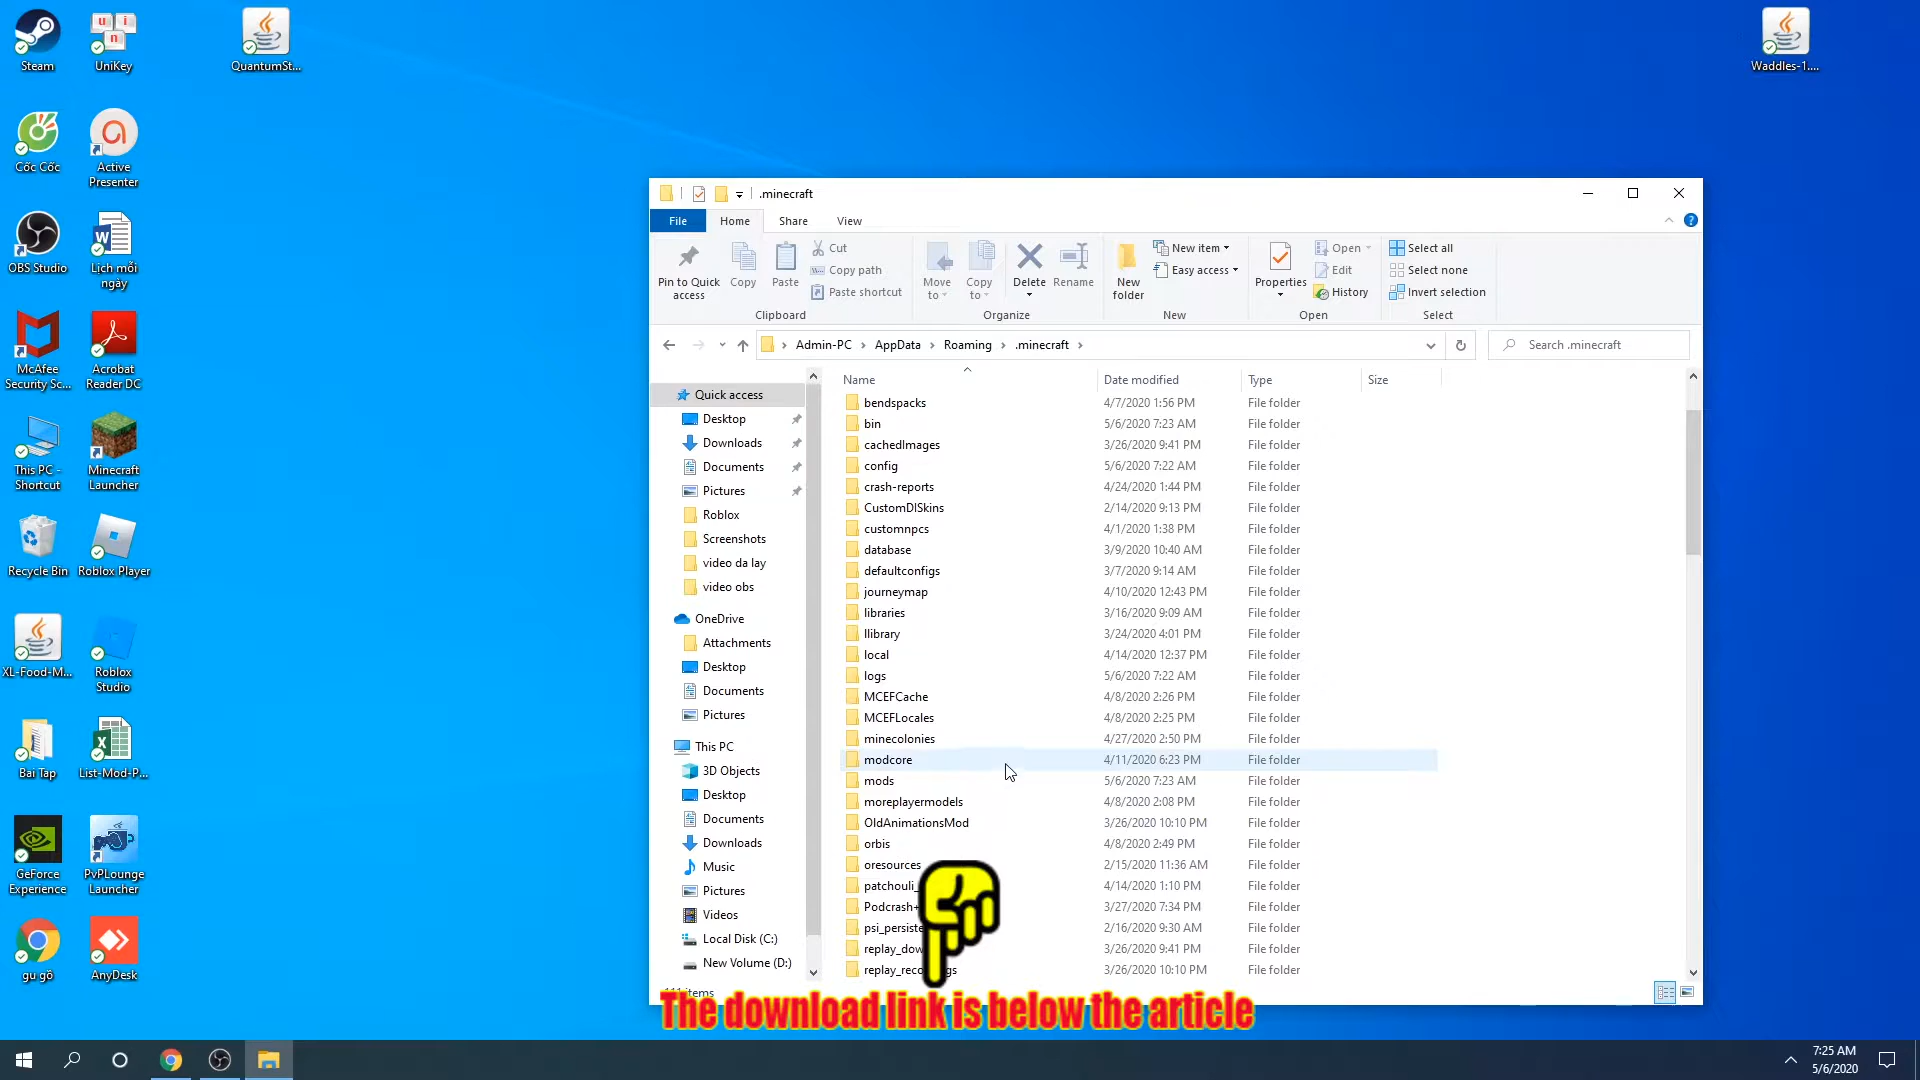 Steam
UniKey
QuantumSt...
Waddles-1....
Cốc Cốc
Active
Presenter
OBS Studio
Lịch mỗi
ngày
McAfee
Security Sc...
Acrobat
Reader DC
This PC -
Shortcut
Minecraft
Launcher
Recycle Bin
Roblox Player
XL-Food-M...
Roblox
Studio
Bai Tap
List-Mod-P...
GeForce
Experience
PvPLounge
Launcher
gu gồ
AnyDesk
.minecraft
File
Home
Share
View
Pin to Quick
access
Copy
Paste
Cut
Copy path
Paste shortcut
Clipboard
Move
to
Copy
to
Delete
Rename
Organize
New
folder
New item
Easy access
New
Properties
Open
Edit
History
Open
Select all
Select none
Invert selection
Select
Admin-PC > AppData > Roaming > .minecraft >
Search .minecraft
Quick access
Desktop
Downloads
Documents
Pictures
Roblox
Screenshots
video da lay
video obs
OneDrive
Attachments
Desktop
Documents
Pictures
This PC
3D Objects
Desktop
Documents
Downloads
Music
Pictures
Videos
Local Disk (C:)
New Volume (D:)
Name Date modified Type Size
bendspacks 4/7/2020 1:56 PM File folder
bin 5/6/2020 7:23 AM File folder
cachedImages 3/26/2020 9:41 PM File folder
config 5/6/2020 7:22 AM File folder
crash-reports 4/24/2020 1:44 PM File folder
CustomDISkins 2/14/2020 9:13 PM File folder
customnpcs 4/1/2020 1:38 PM File folder
database 3/9/2020 10:40 AM File folder
defaultconfigs 3/7/2020 9:14 AM File folder
journeymap 4/10/2020 12:43 PM File folder
libraries 3/16/2020 9:09 AM File folder
llibrary 3/24/2020 4:01 PM File folder
local 4/14/2020 12:37 PM File folder
logs 5/6/2020 7:22 AM File folder
MCEFCache 4/8/2020 2:26 PM File folder
MCEFLocales 4/8/2020 2:25 PM File folder
minecolonies 4/27/2020 2:50 PM File folder
modcore 4/11/2020 6:23 PM File folder
mods 5/6/2020 7:23 AM File folder
moreplayermodels 4/8/2020 2:08 PM File folder
OldAnimationsMod 3/26/2020 10:10 PM File folder
orbis 4/8/2020 2:49 PM File folder
oresources 2/15/2020 11:36 AM File folder
patchouli_ 4/14/2020 1:10 PM File folder
Podcrash+ 3/27/2020 7:34 PM File folder
psi_persiste 2/16/2020 9:30 AM File folder
replay_dow 3/26/2020 9:41 PM File folder
replay_reco gs 3/26/2020 10:10 PM File folder
111 items
The download link is below the article
7:25 AM
5/6/2020